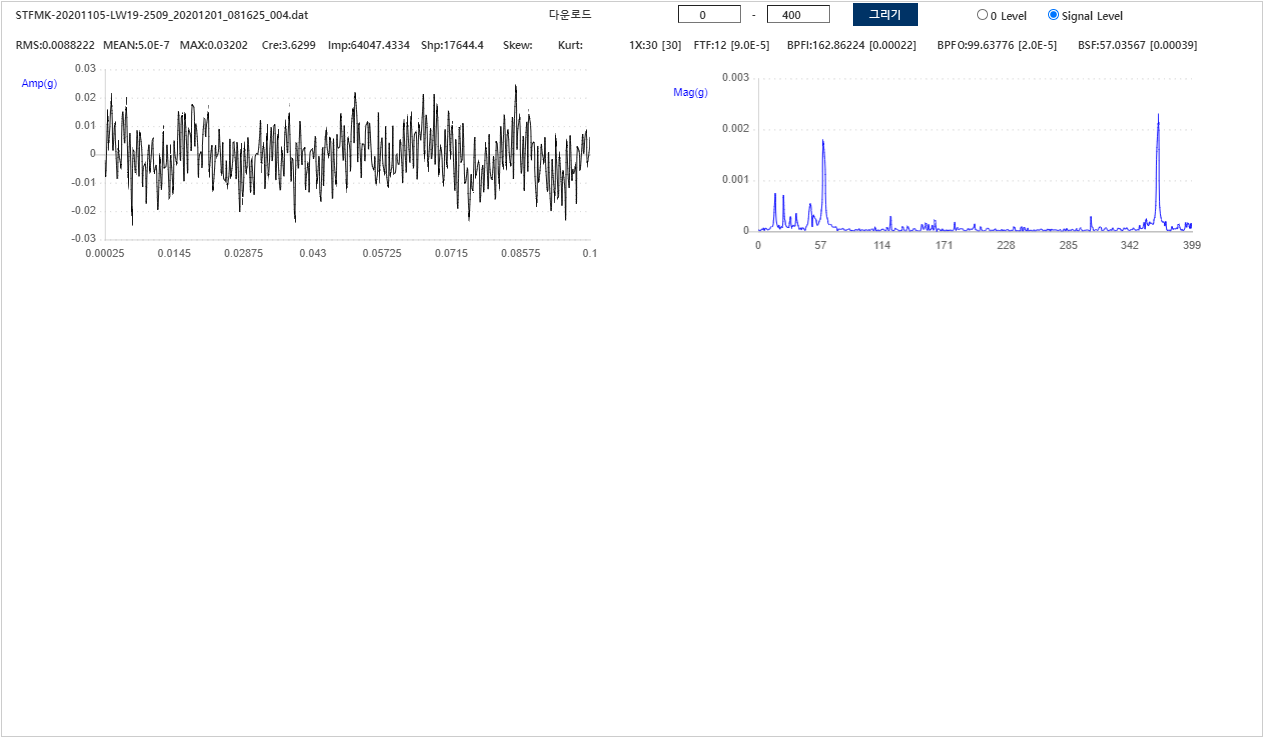 STFMK-20201105-LW19-2509_20201201_081625_004.dat 다운로드 0 - 400 그리기 0 Level Signal Level
RMS:0.0088222 MEAN:5.0E-7 MAX:0.03202 Cre:3.6299 Imp:64047.4334 Shp:17644.4 Skew: Kurt: 1X:30 [30] FTF:12 [9.0E-5] BPFI:162.86224 [0.00022] BPFO:99.63776 [2.0E-5] BSF:57.03567 [0.00039]
Amp(g)
0.03
0.02
0.01
0
-0.01
-0.02
-0.03
0.00025 0.0145 0.02875 0.043 0.05725 0.0715 0.08575 0.1
Mag(g)
0.003
0.002
0.001
0
0 57 114 171 228 285 342 399